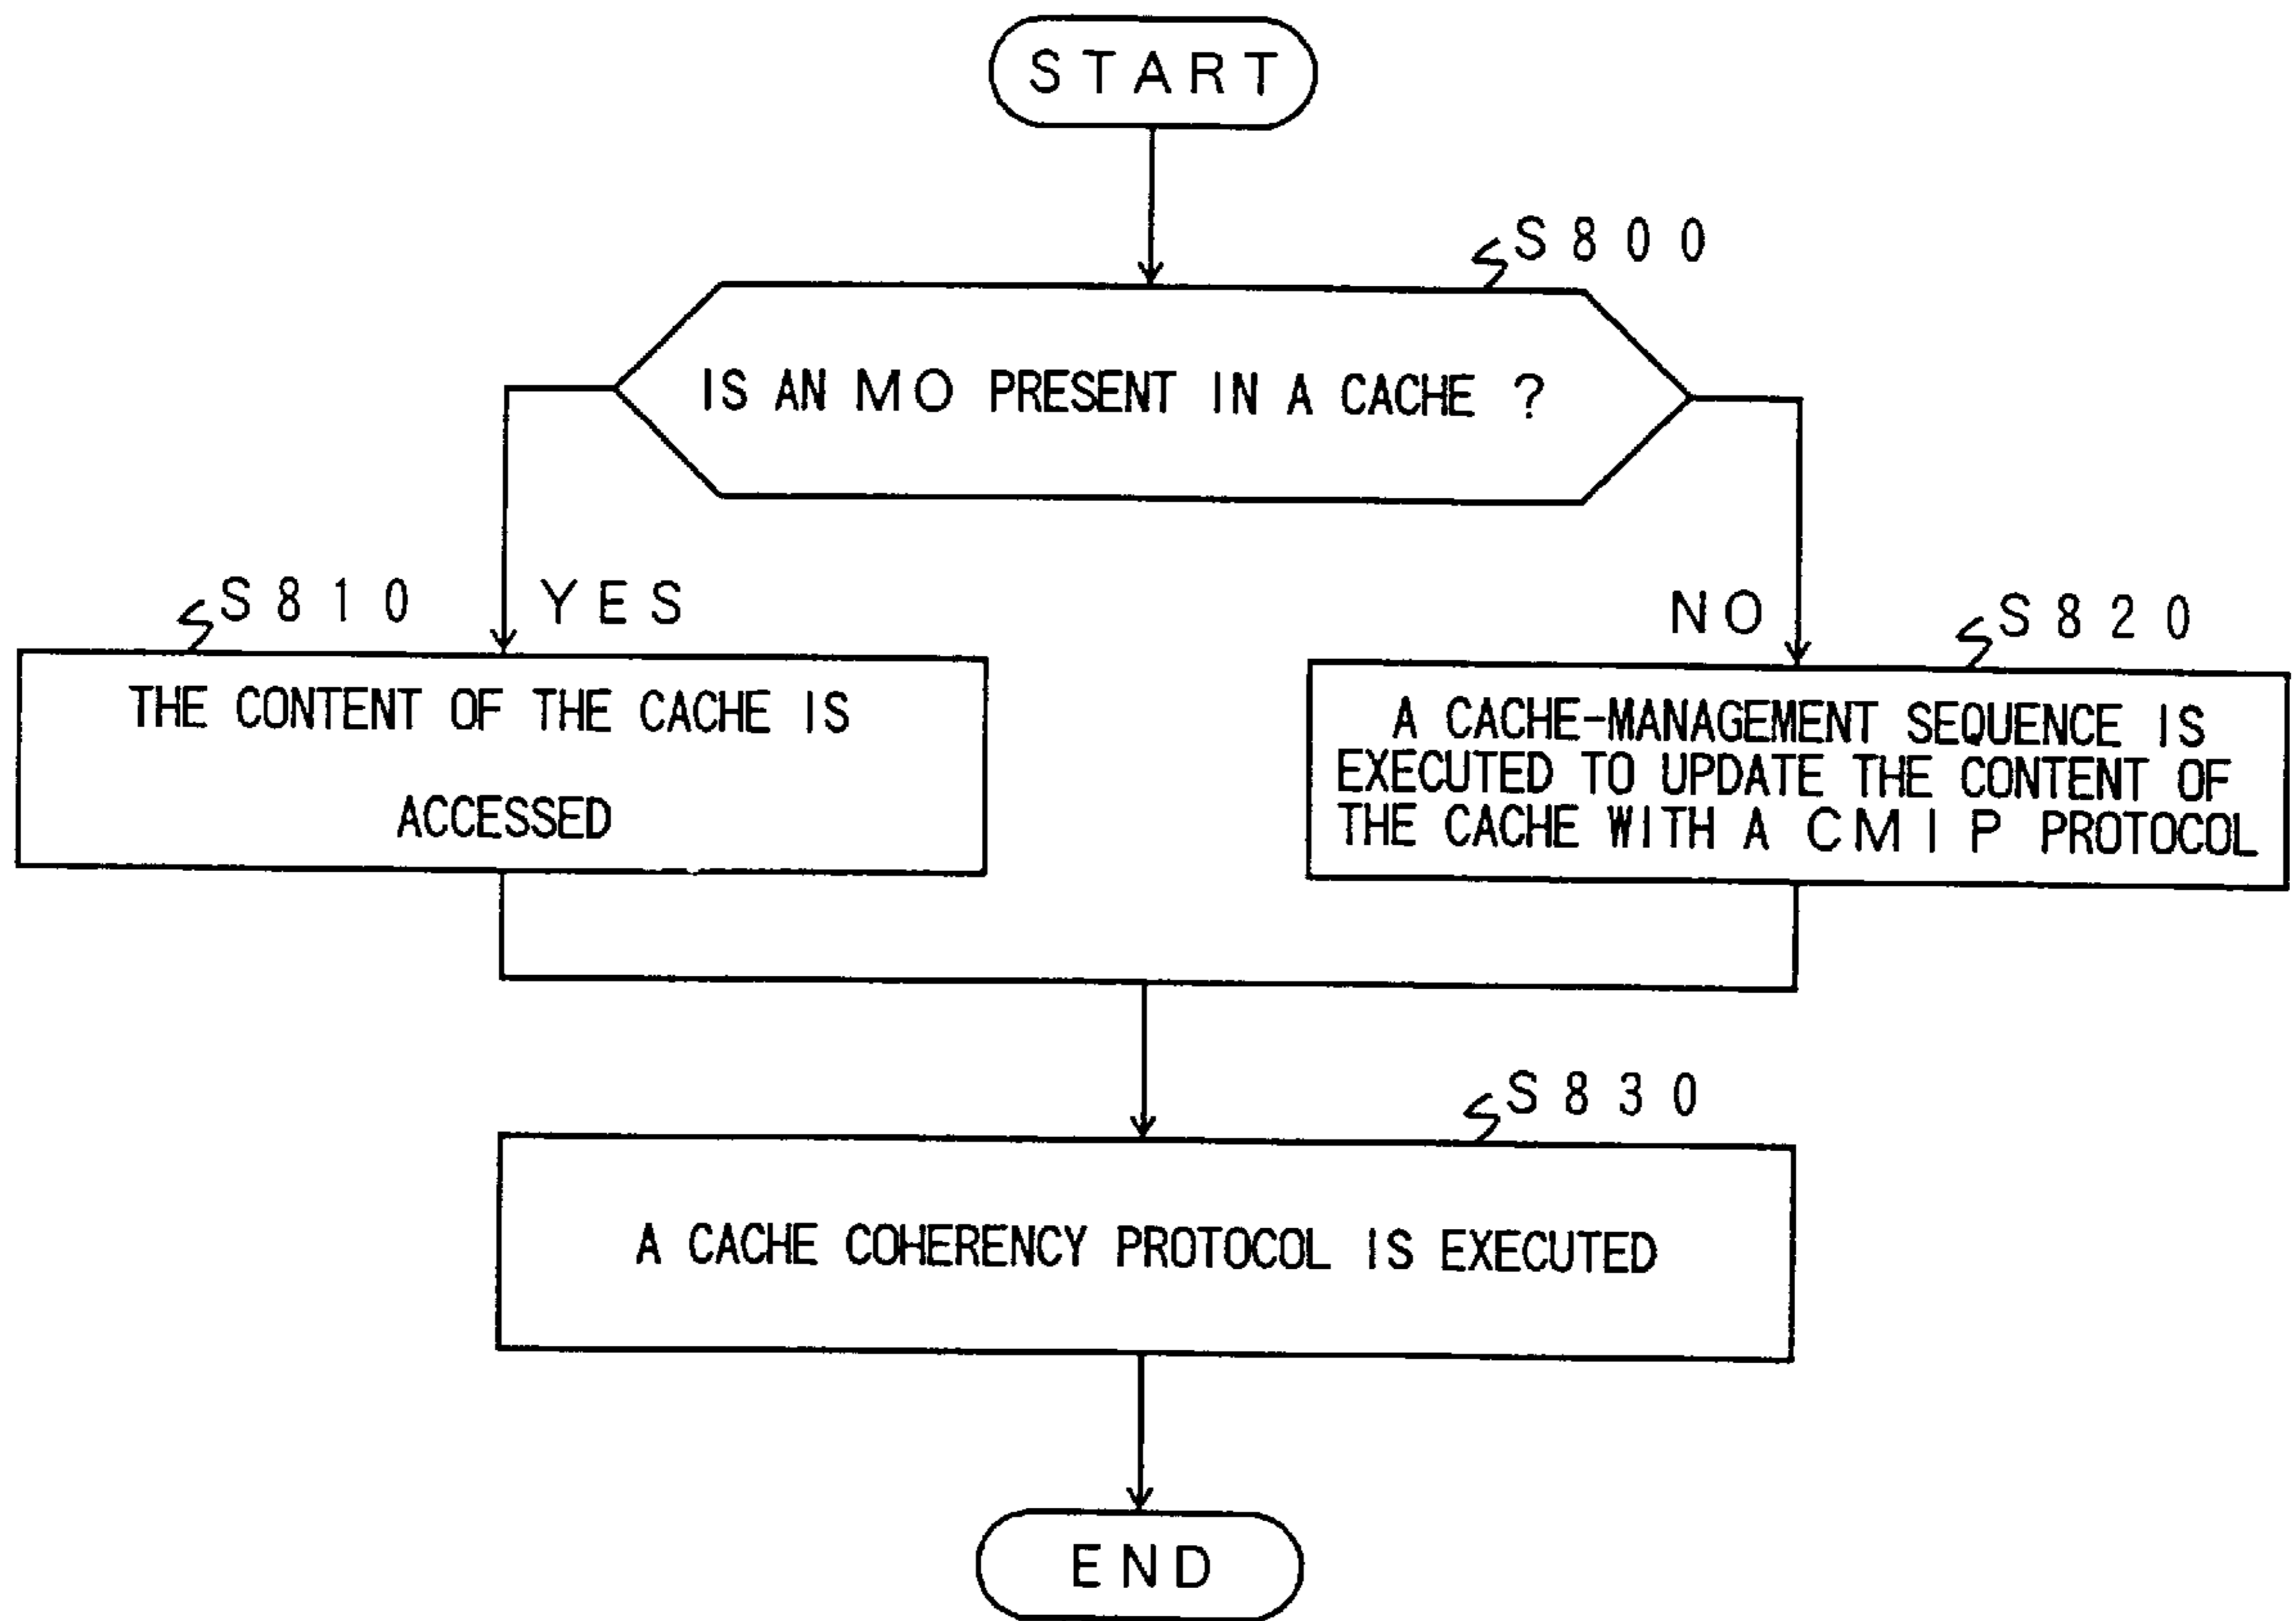 START
S800
IS AN MO PRESENT IN A CACHE ?
S810
YES
NO
S820
THE CONTENT OF THE CACHE IS
ACCESSED
A CACHE-MANAGEMENT SEQUENCE IS
EXECUTED TO UPDATE THE CONTENT OF
THE CACHE WITH A CMIP PROTOCOL
S830
A CACHE COHERENCY PROTOCOL IS EXECUTED
END